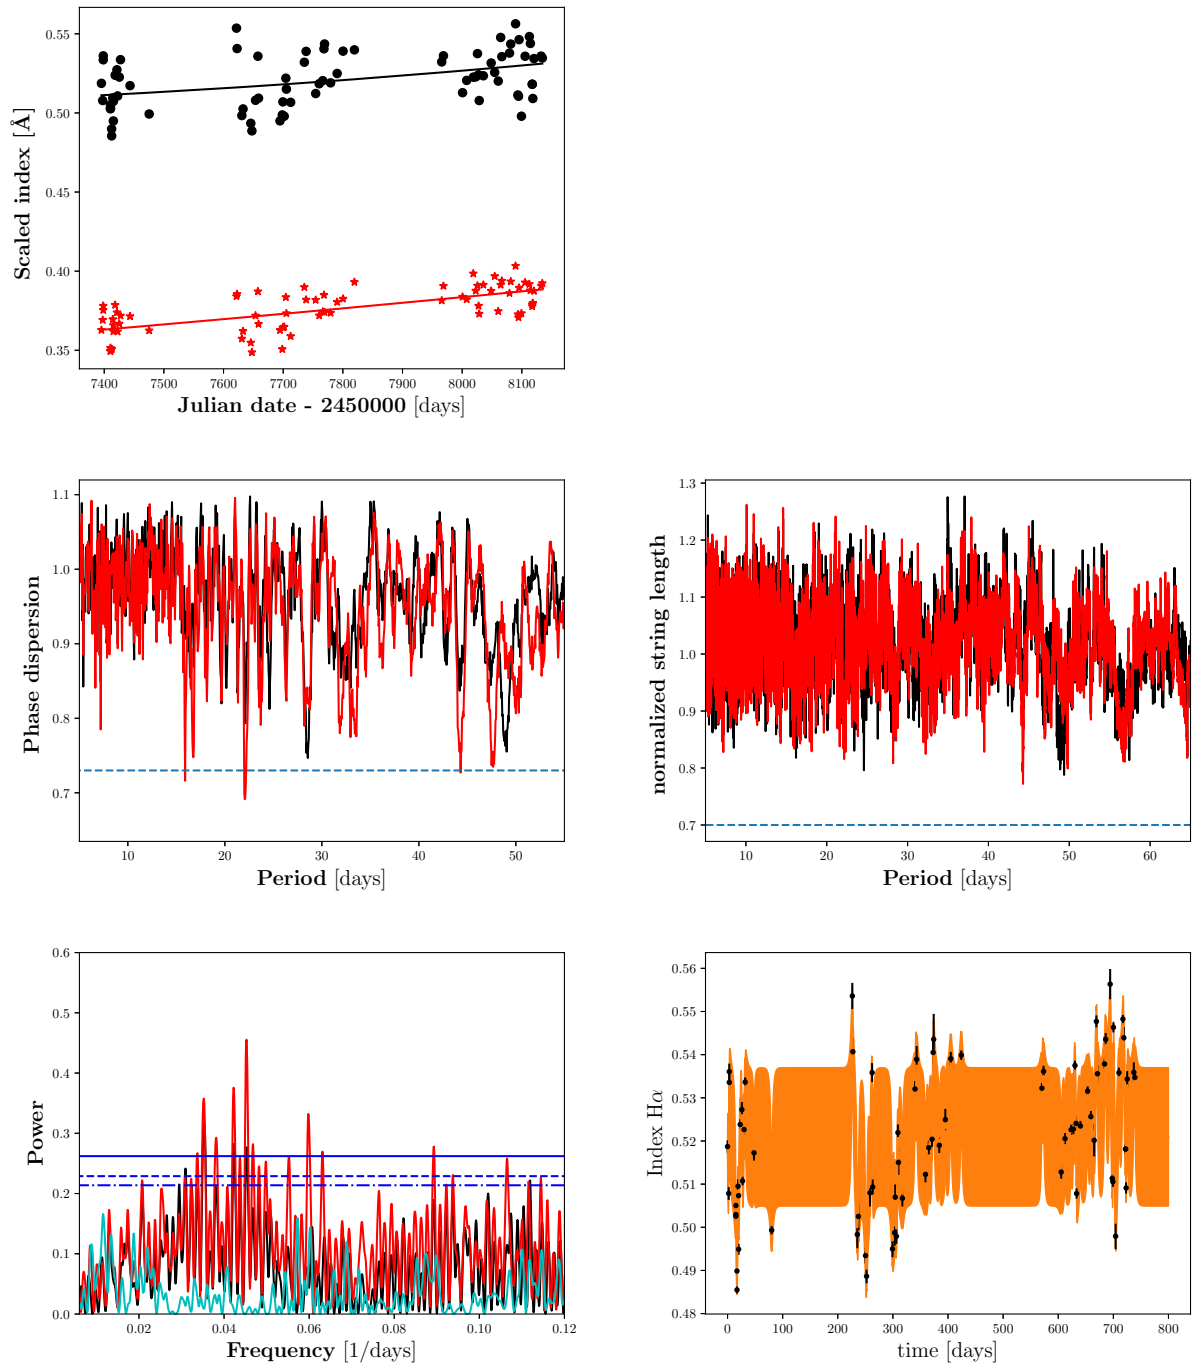 Scaled index [Å]
0.55
0.50
0.45
0.40
0.35
7400 7500 7600 7700 7800 7900 8000 8100
Julian date - 2450000 [days]
Phase dispersion
1.1
1.0
0.9
0.8
0.7
10 20 30 40 50
Period [days]
normalized string length
1.3
1.2
1.1
1.0
0.9
0.8
0.7
10 20 30 40 50 60
Period [days]
Power
0.6
0.5
0.4
0.3
0.2
0.1
0.0
0.02 0.04 0.06 0.08 0.10 0.12
Frequency [1/days]
Index Hα
0.56
0.55
0.54
0.53
0.52
0.51
0.50
0.49
0.48
0 100 200 300 400 500 600 700 800
time [days]